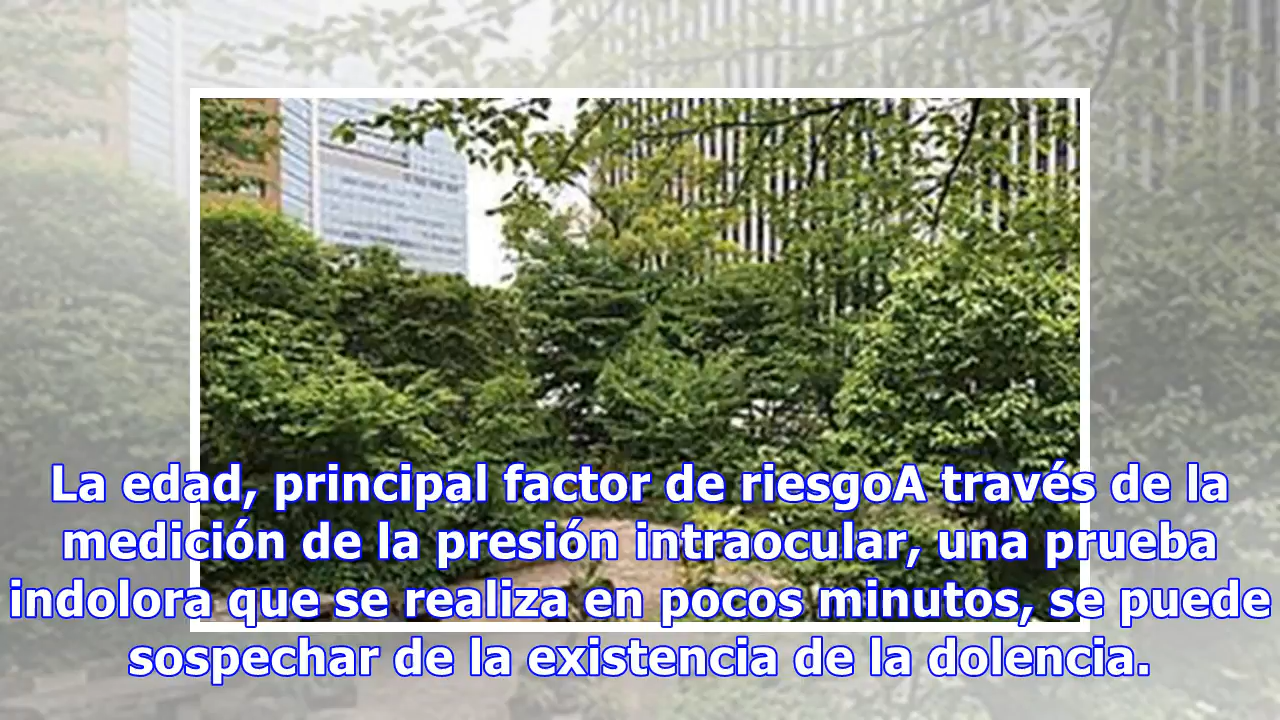 La edad, principal factor de riesgoA través de la
medición de la presión intraocular, una prueba
indolora que se realiza en pocos minutos, se puede
sospechar de la existencia de la dolencia.